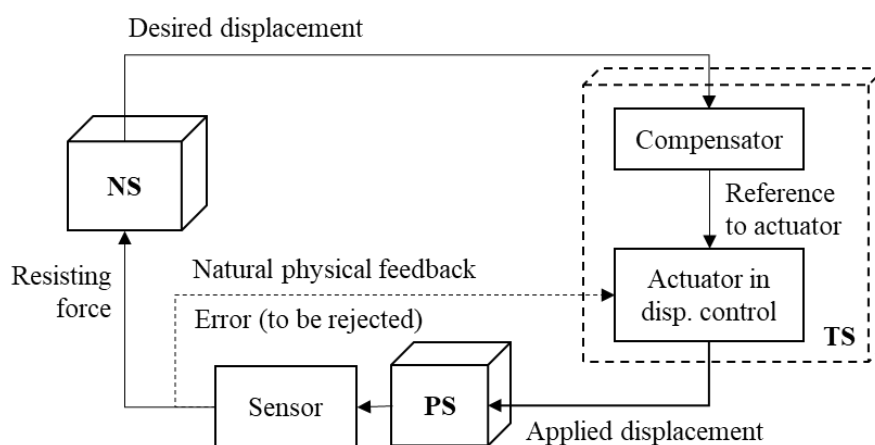 Desired displacement
Compensator
NS
Reference
to actuator
Resisting
force
Natural physical feedback
Error (to be rejected)
Actuator in
disp. control
TS
Sensor
PS
Applied displacement